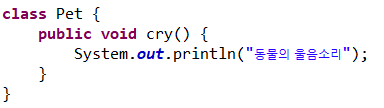 class Pet {
    public void cry() {
        System.out.println("동물의 울음소리");
    }
}